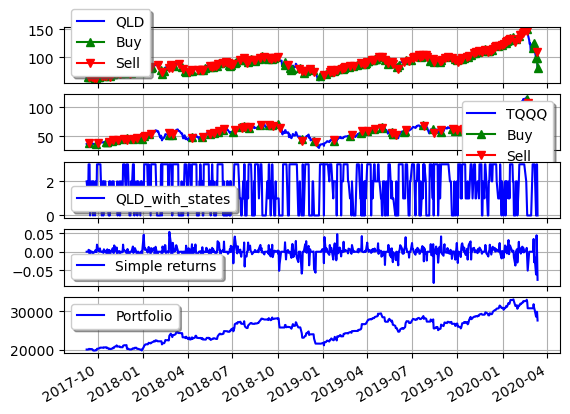 QLD
Buy
Sell
150
100
TQQQ
Buy
Sell
100
50
QLD_with_states
2
0
Simple returns
0.05
0.00
−0.05
Portfolio
30000
20000
2017-10
2018-01
2018-04
2018-07
2018-10
2019-01
2019-04
2019-07
2019-10
2020-01
2020-04